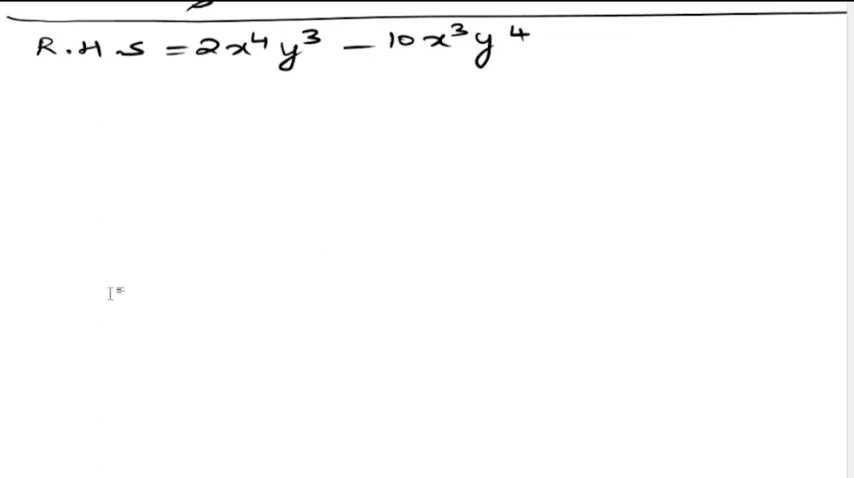 R.H.S = 2x⁴y³ – 10x³y⁴